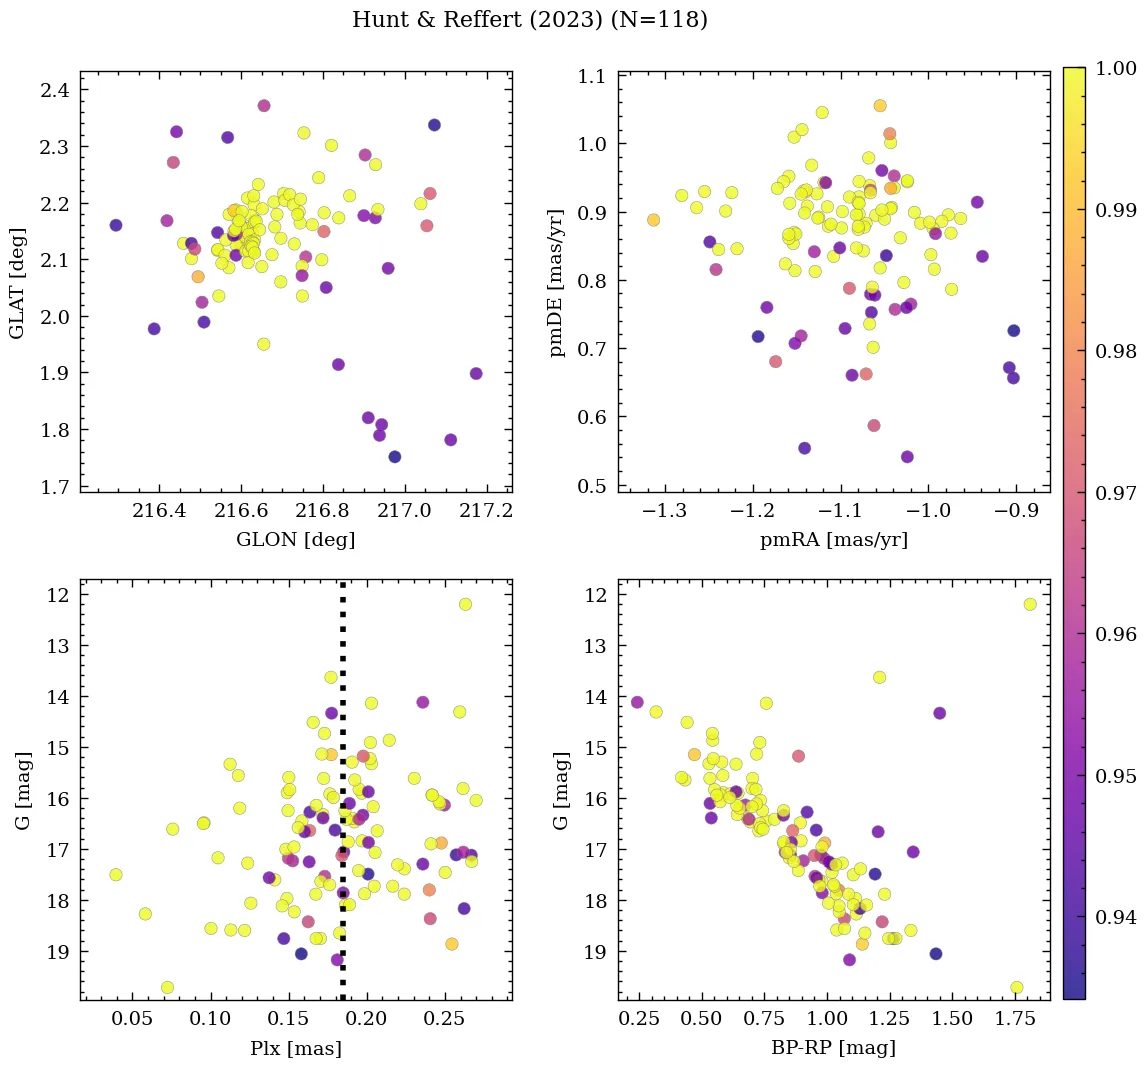 Hunt & Reffert (2023) (N=118)
2.4
2.3
2.2
2.1
2.0
1.9
1.8
1.7
GLAT [deg]
216.4 216.6 216.8 217.0 217.2
GLON [deg]
1.1
1.0
0.9
0.8
0.7
0.6
0.5
pmDE [mas/yr]
−1.3 −1.2 −1.1 −1.0 −0.9
pmRA [mas/yr]
12
13
14
15
16
17
18
19
G [mag]
0.05 0.10 0.15 0.20 0.25
Plx [mas]
12
13
14
15
16
17
18
19
G [mag]
0.25 0.50 0.75 1.00 1.25 1.50 1.75
BP-RP [mag]
1.00
0.99
0.98
0.97
0.96
0.95
0.94